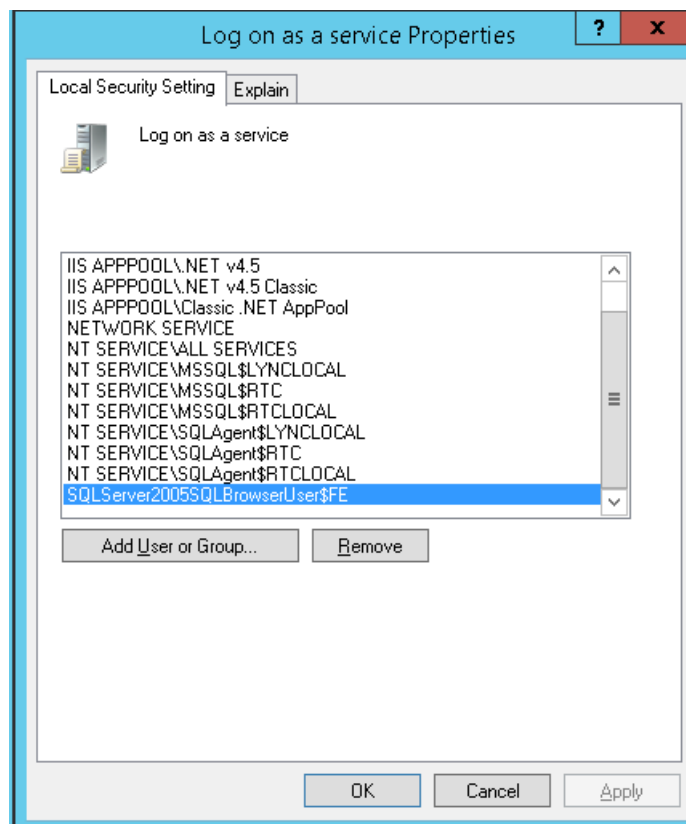 Log on as a service Properties
?
x
Local Security Setting
Explain
Log on as a service
IIS APPPOOL\.NET v4.5
IIS APPPOOL\.NET v4.5 Classic
IIS APPPOOL\Classic .NET AppPool
NETWORK SERVICE
NT SERVICE\ALL SERVICES
NT SERVICE\MSSQL$LYNCLOCAL
NT SERVICE\MSSQL$RTC
NT SERVICE\MSSQL$RTCLOCAL
NT SERVICE\SQLAgent$LYNCLOCAL
NT SERVICE\SQLAgent$RTC
NT SERVICE\SQLAgent$RTCLOCAL
SQLServer2005SQLBrowserUser$FE
Add User or Group...
Remove
OK
Cancel
Apply